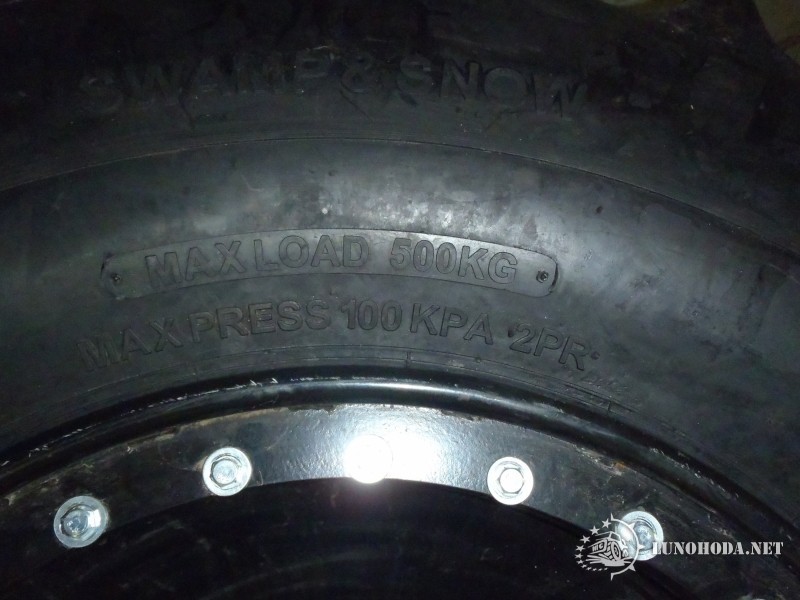 SWAMP & SNOW
MAX LOAD 500KG
MAX PRESS 100 KPA 2PR
LUNOHODA.NET